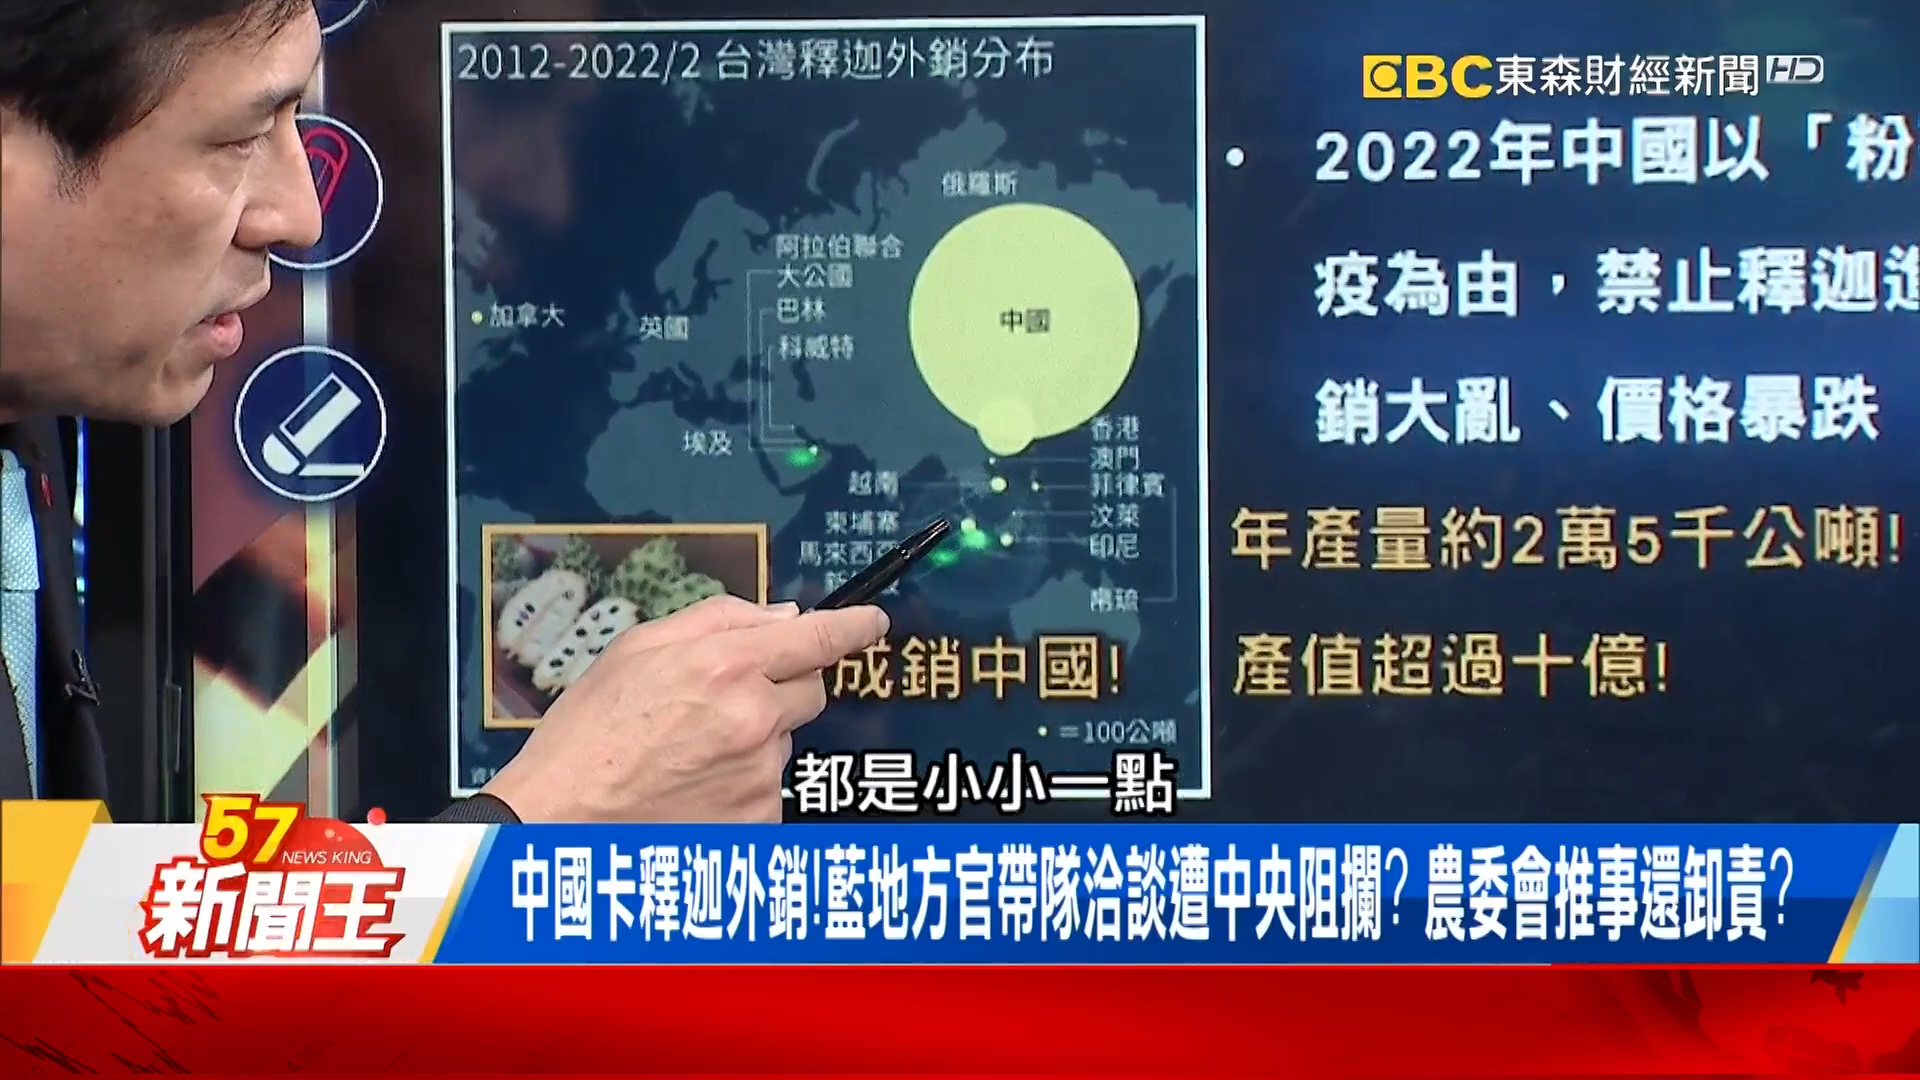 2012-2022/2 台灣釋迦外銷分布
EBC東森財經新聞HD
俄羅斯
阿拉伯聯合
大公國
巴林
科威特
加拿大
英國
中國
埃及
香港
澳門
越南
菲律賓
柬埔寨
汶萊
馬來西亞
印尼
帛琉
成銷中國!
=100公噸
• 2022年中國以「粉
疫為由，禁止釋迦進
銷大亂、價格暴跌
年產量約2萬5千公噸!
產值超過十億!
都是小小一點
57
NEWS KING
新聞王
中國卡釋迦外銷!藍地方官帶隊洽談遭中央阻攔? 農委會推事還卸責?